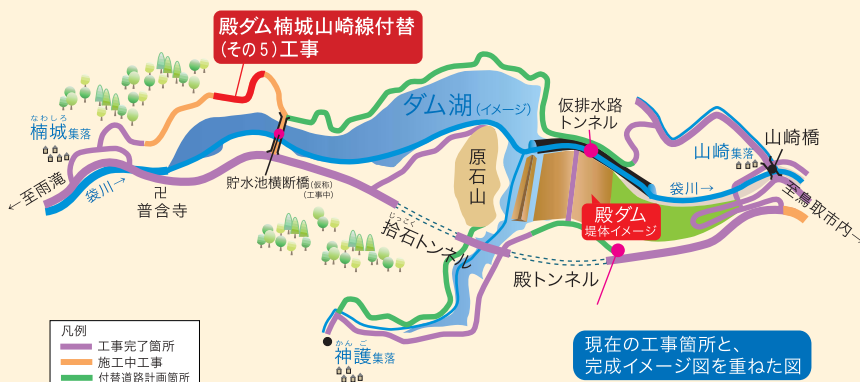 殿ダム楠城山崎線付替
(その5)工事
なわしろ
楠城集落
←至雨滝
袋川→
卍
普含寺
貯水池横断橋(仮称)
(工事中)
ダム湖(イメージ)
原石山
じっこく
拾石トンネル
仮排水路
トンネル
殿ダム
堤体イメージ
殿トンネル
袋川→
山崎集落
山崎橋
至鳥取市内→
かんご
神護集落
凡例
工事完了箇所
施工中工事
付替道路計画箇所
現在の工事箇所と、
完成イメージ図を重ねた図